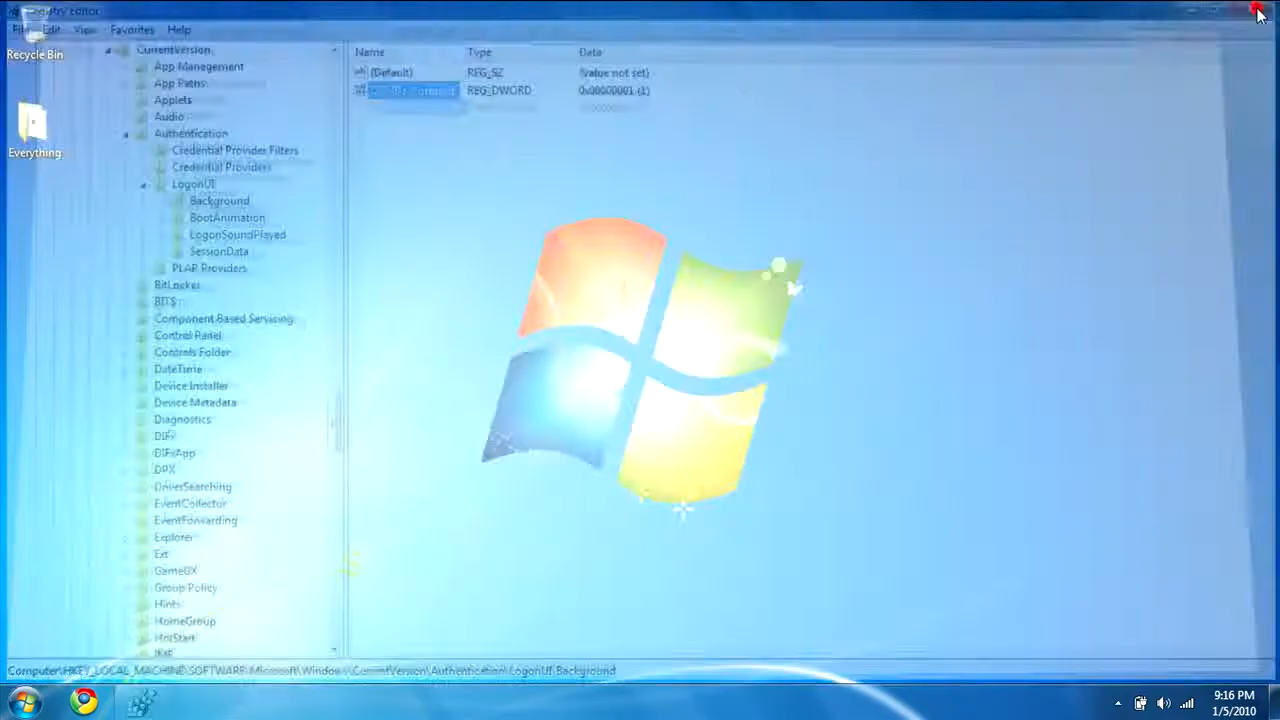 Registry Editor
File Edit View Favorites Help
Recycle Bin
Everything
CurrentVersion
App Management
App Paths
Applets
Audio
Authentication
Credential Provider Filters
Credential Providers
LogonUI
Background
BootAnimation
LogonSoundPlayed
SessionData
PLAP Providers
BitLocker
BITS
Component Based Servicing
Control Panel
Controls Folder
DateTime
Device Installer
Device Metadata
Diagnostics
DIFx
DIFxApp
DPX
DriverSearching
EventCollector
EventForwarding
Explorer
Ext
GameUX
Group Policy
Hints
HomeGroup
HotStart
Name Type Data
(Default) REG_SZ (value not set)
REG_DWORD 0x00000001 (1)
Computer\HKEY_LOCAL_MACHINE\SOFTWARE\Microsoft\Windows\CurrentVersion\Authentication\LogonUI\Background
9:16 PM
1/5/2010